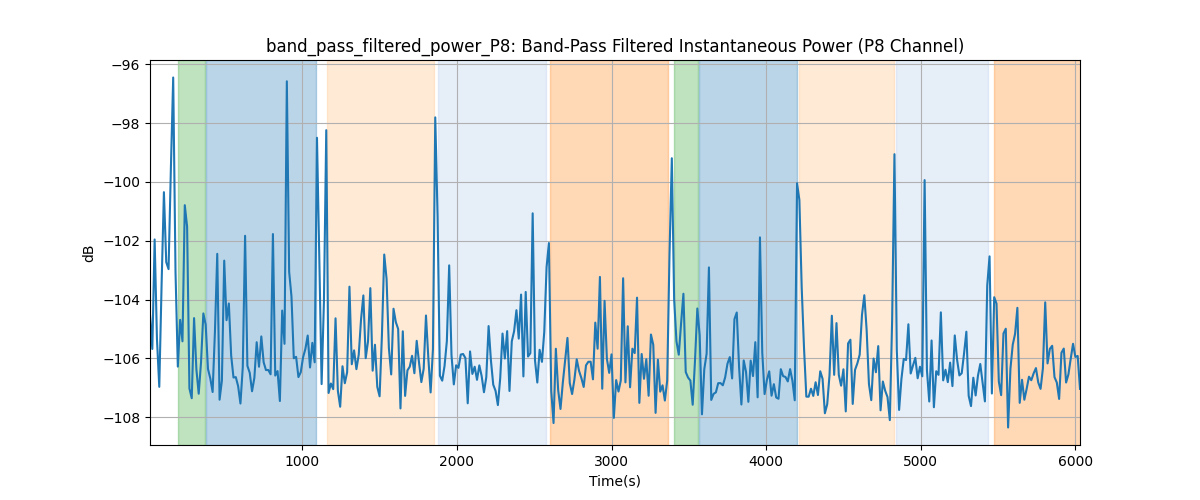 band_pass_filtered_power_P8: Band-Pass Filtered Instantaneous Power (P8 Channel)
−96
−98
−100
−102
−104
−106
−108
dB
1000 2000 3000 4000 5000 6000
Time(s)